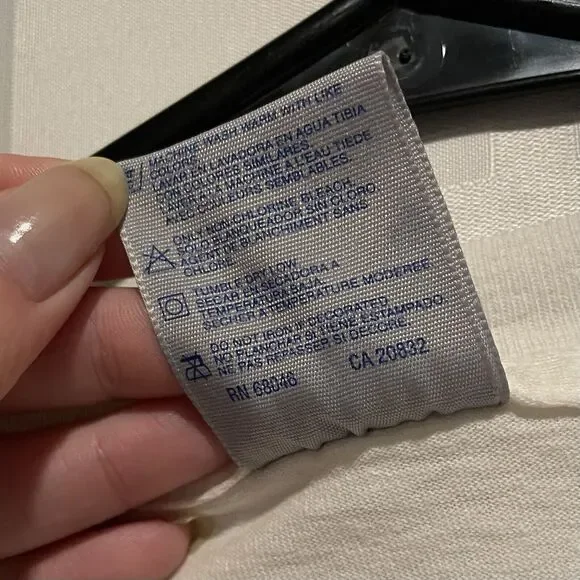 MACHINE WASH WARM WITH LIKE
COLORS.
LAVAR EN LAVADORA EN AGUA TIBIA
CON COLORES SIMILARES.
LAVER A MACHINE A L'EAU TIEDE
AVEC COULEURS SEMBLABLES.
ONLY NON-CHLORINE BLEACH
SOLO BLANQUEADOR SIN CLORO
AGENT DE BLANCHIMENT SANS
CHLORE
TUMBLE DRY LOW
SECAR EN SECADORA A
TEMPERATURA BAJA
SECHER A TEMPERATURE MODEREE
DO NOT IRON IF DECORATED
NO PLANCHAR SI TIENE ESTAMPADO.
NE PAS REPASSER SI DECORE.
RN 68046 CA 20832